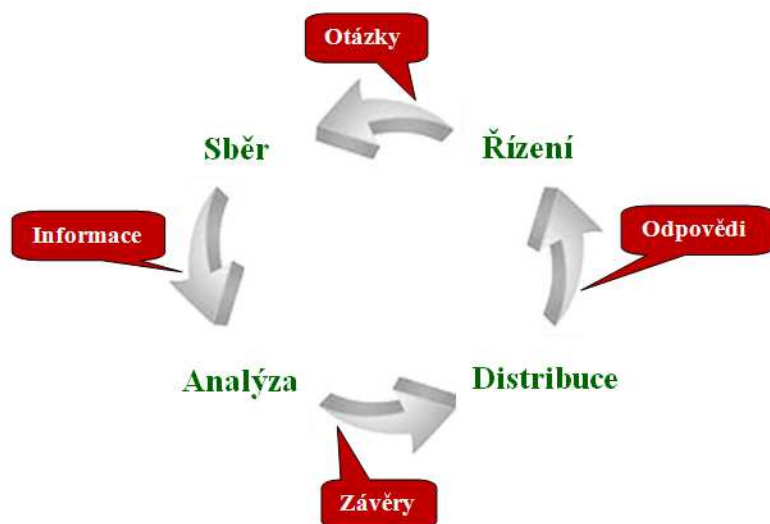 Otázky
Sběr
Řízení
Informace
Odpovědi
Analýza
Distribuce
Závěry